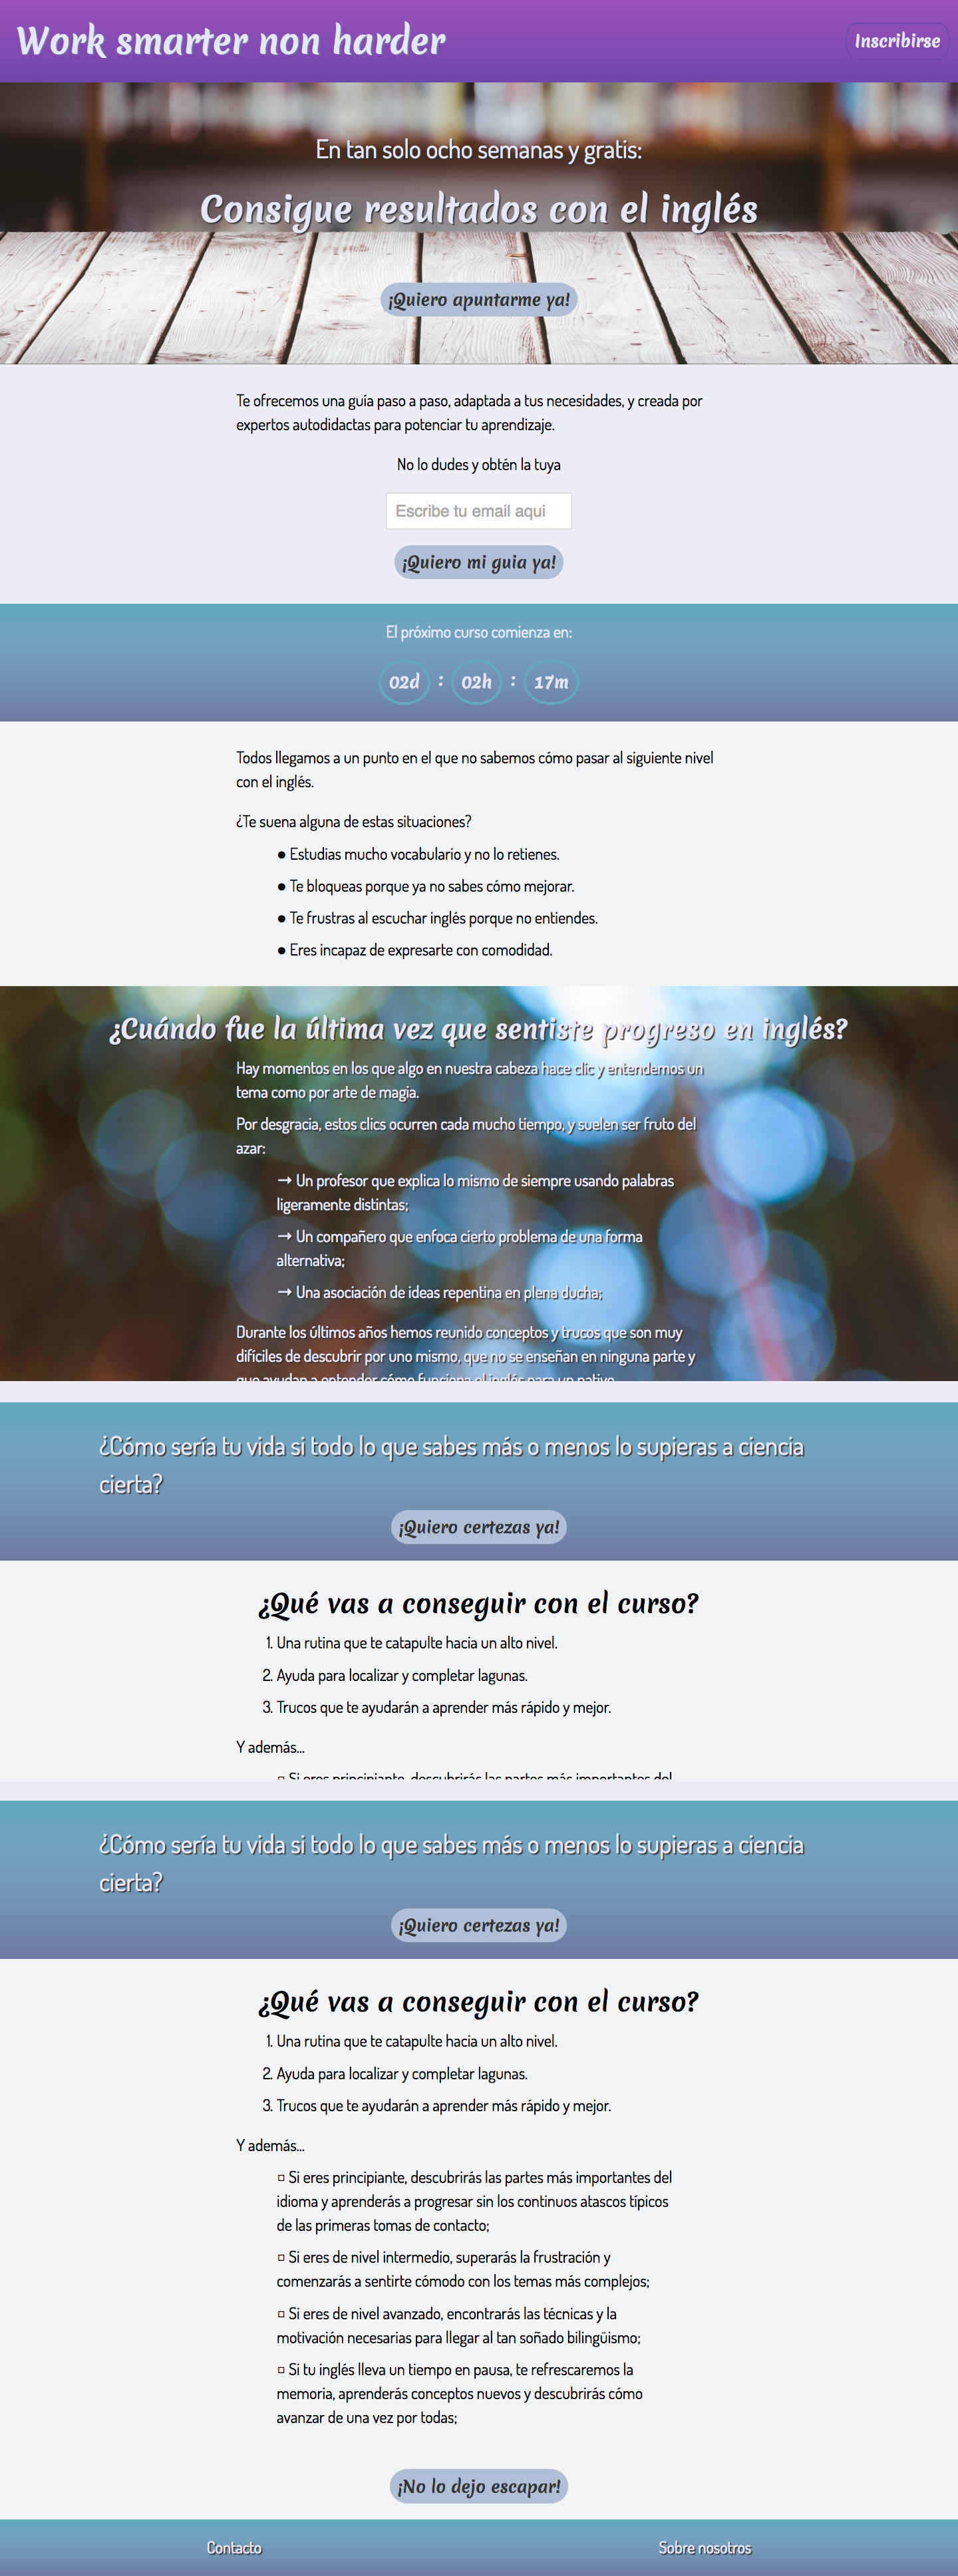 Work smarter non harder
Inscribirse
En tan solo ocho semanas y gratis:
Consigue resultados con el inglés
¡Quiero apuntarme ya!
Te ofrecemos una guía paso a paso, adaptada a tus necesidades, y creada por
expertos autodidactas para potenciar tu aprendizaje.
No lo dudes y obtén la tuya
Escribe tu email aqui
¡Quiero mi guia ya!
El próximo curso comienza en:
02d : 02h : 17m
Todos llegamos a un punto en el que no sabemos cómo pasar al siguiente nivel
con el inglés.
¿Te suena alguna de estas situaciones?
● Estudias mucho vocabulario y no lo retienes.
● Te bloqueas porque ya no sabes cómo mejorar.
● Te frustras al escuchar inglés porque no entiendes.
● Eres incapaz de expresarte con comodidad.
¿Cuándo fue la última vez que sentiste progreso en inglés?
Hay momentos en los que algo en nuestra cabeza hace clic y entendemos un
tema como por arte de magia.
Por desgracia, estos clics ocurren cada mucho tiempo, y suelen ser fruto del
azar:
→ Un profesor que explica lo mismo de siempre usando palabras
ligeramente distintas;
→ Un compañero que enfoca cierto problema de una forma
alternativa;
→ Una asociación de ideas repentina en plena ducha;
Durante los últimos años hemos reunido conceptos y trucos que son muy
difíciles de descubrir por uno mismo, que no se enseñan en ninguna parte y
que ayudan a entender cómo funciona el inglés para un nativo
¿Cómo sería tu vida si todo lo que sabes más o menos lo supieras a ciencia
cierta?
¡Quiero certezas ya!
¿Qué vas a conseguir con el curso?
1. Una rutina que te catapulte hacia un alto nivel.
2. Ayuda para localizar y completar lagunas.
3. Trucos que te ayudarán a aprender más rápido y mejor.
Y además...
▫ Si eres principiante, descubrirás las partes más importantes del
¿Cómo sería tu vida si todo lo que sabes más o menos lo supieras a ciencia
cierta?
¡Quiero certezas ya!
¿Qué vas a conseguir con el curso?
1. Una rutina que te catapulte hacia un alto nivel.
2. Ayuda para localizar y completar lagunas.
3. Trucos que te ayudarán a aprender más rápido y mejor.
Y además...
▫ Si eres principiante, descubrirás las partes más importantes del
idioma y aprenderás a progresar sin los continuos atascos típicos
de las primeras tomas de contacto;
▫ Si eres de nivel intermedio, superarás la frustración y
comenzarás a sentirte cómodo con los temas más complejos;
▫ Si eres de nivel avanzado, encontrarás las técnicas y la
motivación necesarias para llegar al tan soñado bilingüismo;
▫ Si tu inglés lleva un tiempo en pausa, te refrescaremos la
memoria, aprenderás conceptos nuevos y descubrirás cómo
avanzar de una vez por todas;
¡No lo dejo escapar!
Contacto
Sobre nosotros